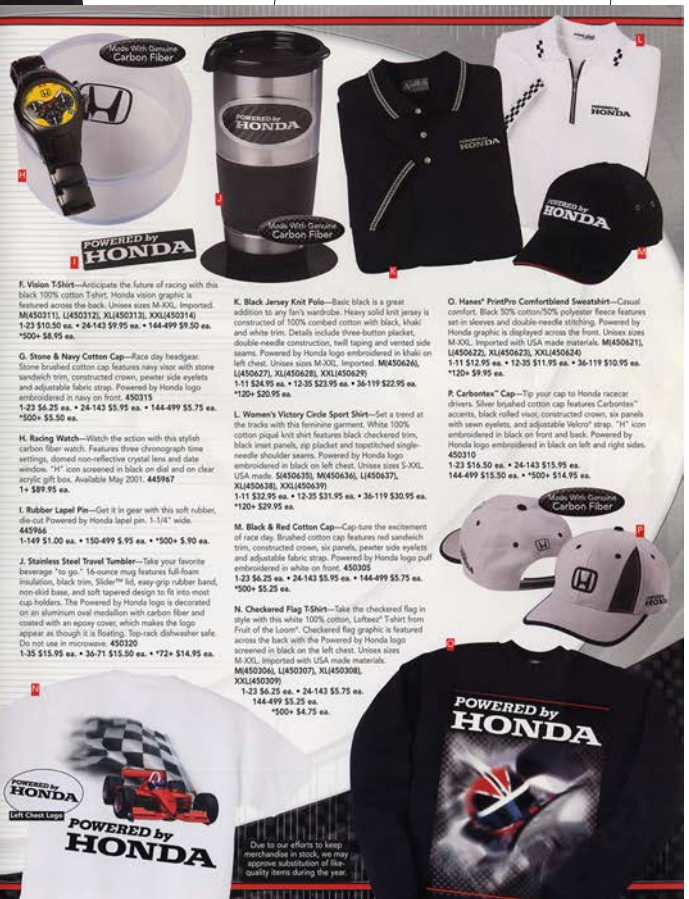 Made With Genuine
Carbon Fiber
L
POWERED by
HONDA
POWERED by
HONDA
POWERED by
HONDA
H
J
POWERED by
HONDA
Made With Genuine
Carbon Fiber
I
POWERED by
HONDA
K
M
F. Vision T-Shirt—Anticipate the future of racing with this
black 100% cotton T-shirt. Honda vision graphic is
featured across the back. Unisex sizes M-XXL. Imported.
M(450311), L(450312), XL(450313), XXL(450314)
1-23 $10.50 ea. • 24-143 $9.95 ea. • 144-499 $9.50 ea.
*500+ $8.95 ea.
G. Stone & Navy Cotton Cap—Race day headgear.
Stone brushed cotton cap features navy visor with stone
sandwich trim, constructed crown, pewter side eyelets
and adjustable fabric strap. Powered by Honda logo
embroidered in navy on front. 450315
1-23 $6.25 ea. • 24-143 $5.95 ea. • 144-499 $5.75 ea.
*500+ $5.50 ea.
H. Racing Watch—Watch the action with this stylish
carbon fiber watch. Features three chronograph time
settings, domed non-reflective crystal lens and date
window. "H" icon screened in black on dial and on clear
acrylic gift box. Available May 2001. 445967
1+ $89.95 ea.
I. Rubber Lapel Pin—Get it in gear with this soft rubber,
die-cut Powered by Honda lapel pin. 1-1/4" wide.
445966
1-149 $1.00 ea. • 150-499 $.95 ea. • *500+ $.90 ea.
J. Stainless Steel Travel Tumbler—Take your favorite
beverage "to go." 16-ounce mug features full-foam
insulation, black trim, Slider™ lid, easy-grip rubber band,
non-skid base, and soft tapered design to fit into most
cup holders. The Powered by Honda logo is decorated
on an aluminum oval medallion with carbon fiber and
coated with an epoxy cover, which makes the logo
appear as though it is floating. Top-rack dishwasher safe.
Do not use in microwave. 450320
1-35 $15.95 ea. • 36-71 $15.50 ea. • *72+ $14.95 ea.
K. Black Jersey Knit Polo—Basic black is a great
addition to any fan's wardrobe. Heavy solid knit jersey is
constructed of 100% combed cotton with black, khaki
and white trim. Details include three-button placket,
double-needle construction, twill taping and vented side
seams. Powered by Honda logo embroidered in khaki on
left chest. Unisex sizes M-XXL. Imported. M(450626),
L(450627), XL(450628), XXL(450629)
1-11 $24.95 ea. • 12-35 $23.95 ea. • 36-119 $22.95 ea.
*120+ $20.95 ea.
L. Women's Victory Circle Sport Shirt—Set a trend at
the tracks with this feminine garment. White 100%
cotton piqué knit shirt features black checkered trim,
black inset panels, zip placket and topstitched single-
needle shoulder seams. Powered by Honda logo
embroidered in black on left chest. Unisex sizes S-XXL.
USA made. S(450635), M(450636), L(450637),
XL(450638), XXL(450639)
1-11 $32.95 ea. • 12-35 $31.95 ea. • 36-119 $30.95 ea.
*120+ $29.95 ea.
M. Black & Red Cotton Cap—Cap-ture the excitement
of race day. Brushed cotton cap features red sandwich
trim, constructed crown, six panels, pewter side eyelets
and adjustable fabric strap. Powered by Honda logo puff
embroidered in white on front. 450305
1-23 $6.25 ea. • 24-143 $5.95 ea. • 144-499 $5.75 ea.
*500+ $5.25 ea.
N. Checkered Flag T-Shirt—Take the checkered flag in
style with this white 100% cotton, Lofteez® T-shirt from
Fruit of the Loom®. Checkered flag graphic is featured
across the back with the Powered by Honda logo
screened in black on the left chest. Unisex sizes
M-XXL. Imported with USA made materials.
M(450306), L(450307), XL(450308),
XXL(450309)
1-23 $6.25 ea. • 24-143 $5.75 ea.
144-499 $5.25 ea.
*500+ $4.75 ea.
O. Hanes® PrintPro Comfortblend Sweatshirt—Casual
comfort. Black 50% cotton/50% polyester fleece features
set-in sleeves and double-needle stitching. Powered by
Honda graphic is displayed across the front. Unisex sizes
M-XXL. Imported with USA made materials. M(450621),
L(450622), XL(450623), XXL(450624)
1-11 $12.95 ea. • 12-35 $11.95 ea. • 36-119 $10.95 ea.
*120+ $9.95 ea.
P. Carbontex™ Cap—Tip your cap to Honda racecar
drivers. Silver brushed cotton cap features Carbontex™
accents, black rolled visor, constructed crown, six panels
with sewn eyelets, and adjustable Velcro® strap. "H" icon
embroidered in black on front and back. Powered by
Honda logo embroidered in black on left and right sides.
450310
1-23 $16.50 ea. • 24-143 $15.95 ea.
144-499 $15.50 ea. • *500+ $14.95 ea.
Made With Genuine
Carbon Fiber
P
HONDA
O
N
POWERED by
HONDA
Left Chest Logo
POWERED by
HONDA
POWERED by
HONDA
Due to our efforts to keep
merchandise in stock, we may
approve substitution of like-
quality items during the year.